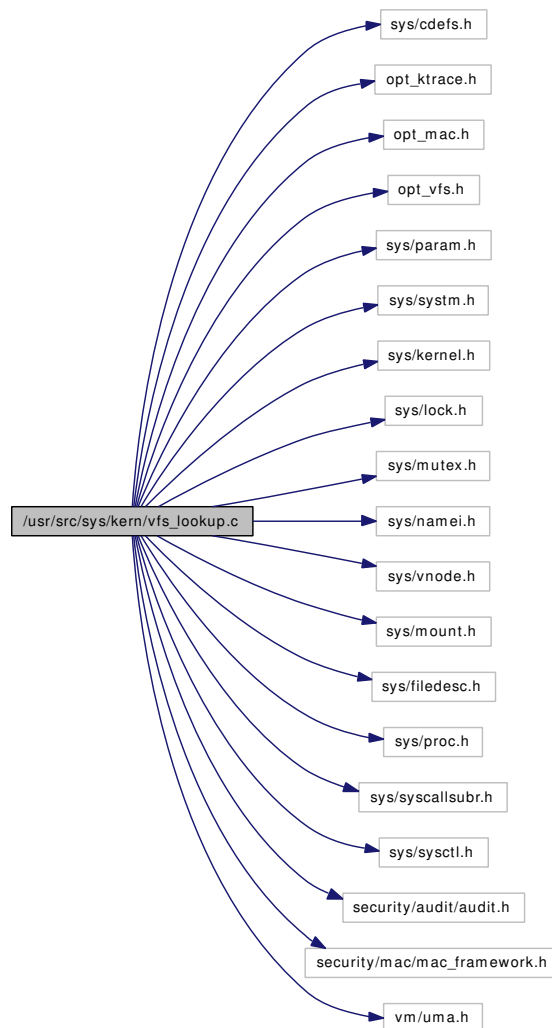 sys/cdefs.h
opt_ktrace.h
opt_mac.h
opt_vfs.h
sys/param.h
sys/systm.h
sys/kernel.h
sys/lock.h
sys/mutex.h
/usr/src/sys/kern/vfs_lookup.c
sys/namei.h
sys/vnode.h
sys/mount.h
sys/filedesc.h
sys/proc.h
sys/syscallsubr.h
sys/sysctl.h
security/audit/audit.h
security/mac/mac_framework.h
vm/uma.h